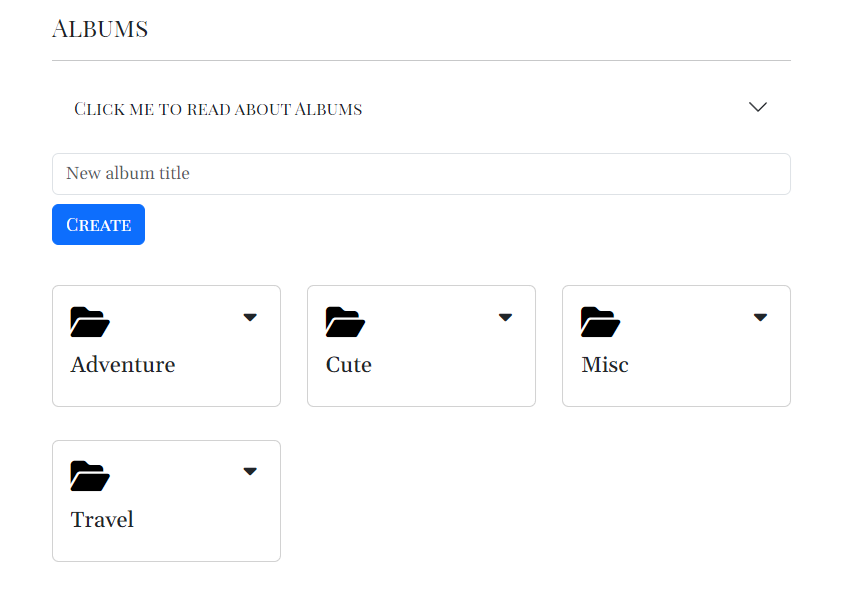 Albums
Click me to read about Albums
New album title
Create
Adventure
Cute
Misc
Travel